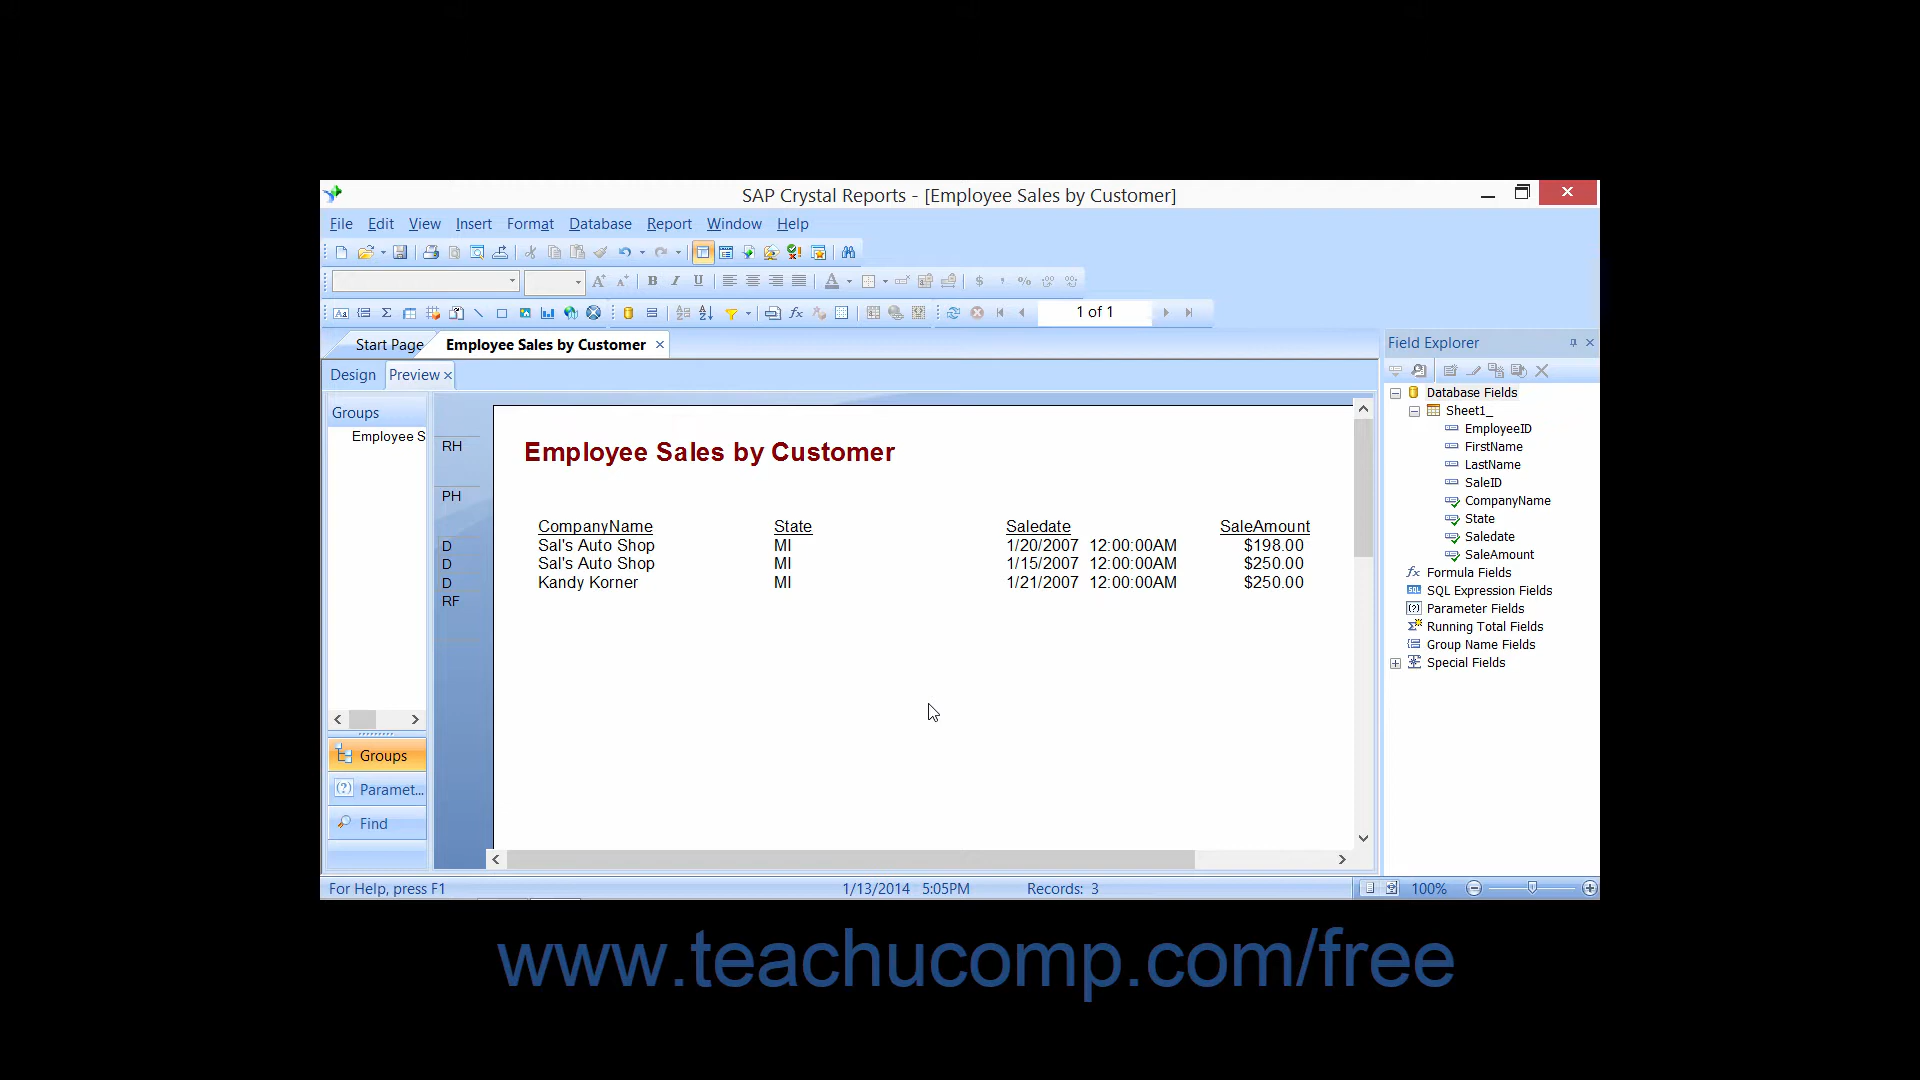 SAP Crystal Reports - [Employee Sales by Customer]
File Edit View Insert Format Database Report Window Help
1 of 1
Start Page Employee Sales by Customer
Design Preview
Groups
Employee S
RH
PH
D
D
D
RF
Employee Sales by Customer
CompanyName State Saledate SaleAmount
Sal's Auto Shop MI 1/20/2007 12:00:00AM $198.00
Sal's Auto Shop MI 1/15/2007 12:00:00AM $250.00
Kandy Korner MI 1/21/2007 12:00:00AM $250.00
Groups
Paramet...
Find
Field Explorer
Database Fields
Sheet1_
EmployeeID
FirstName
LastName
SaleID
CompanyName
State
Saledate
SaleAmount
Formula Fields
SQL Expression Fields
Parameter Fields
Running Total Fields
Group Name Fields
Special Fields
For Help, press F1 1/13/2014 5:05PM Records: 3 100%
www.teachucomp.com/free